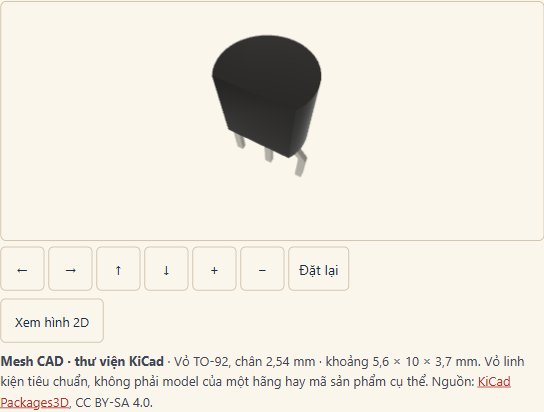 ← → ↑ ↓ + − Đặt lại
Xem hình 2D
Mesh CAD · thư viện KiCad · Vỏ TO-92, chân 2,54 mm · khoảng 5,6 × 10 × 3,7 mm. Vỏ linh
kiện tiêu chuẩn, không phải model của một hãng hay mã sản phẩm cụ thể. Nguồn: KiCad
Packages3D, CC BY-SA 4.0.